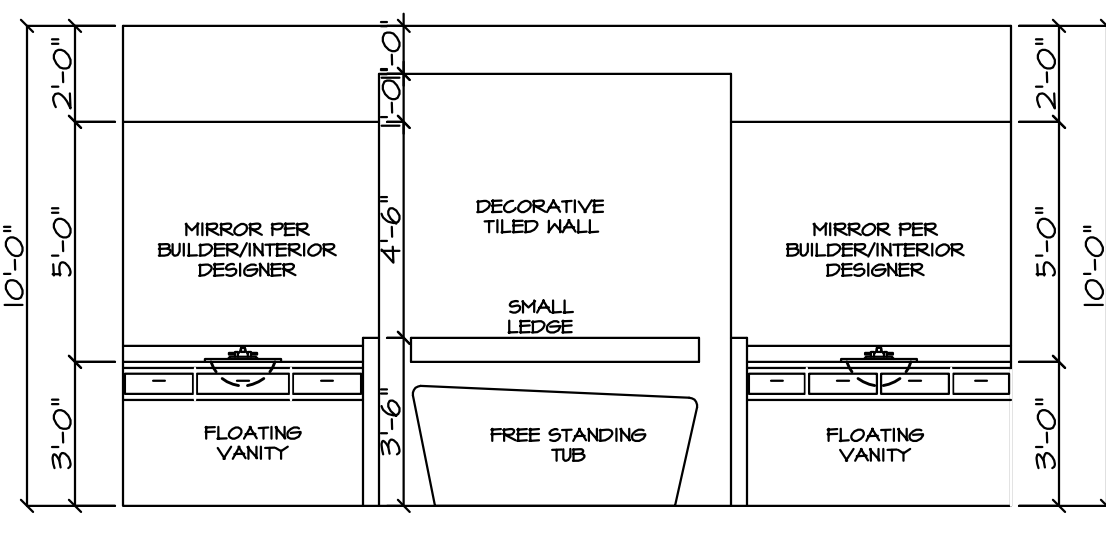 10'-0"
2'-0"
5'-0"
3'-0"
1'-0"
1'-0"
4'-6"
3'-6"
MIRROR PER
BUILDER/INTERIOR
DESIGNER
FLOATING
VANITY
DECORATIVE
TILED WALL
SMALL
LEDGE
FREE STANDING
TUB
MIRROR PER
BUILDER/INTERIOR
DESIGNER
FLOATING
VANITY
2'-0"
5'-0"
3'-0"
10'-0"